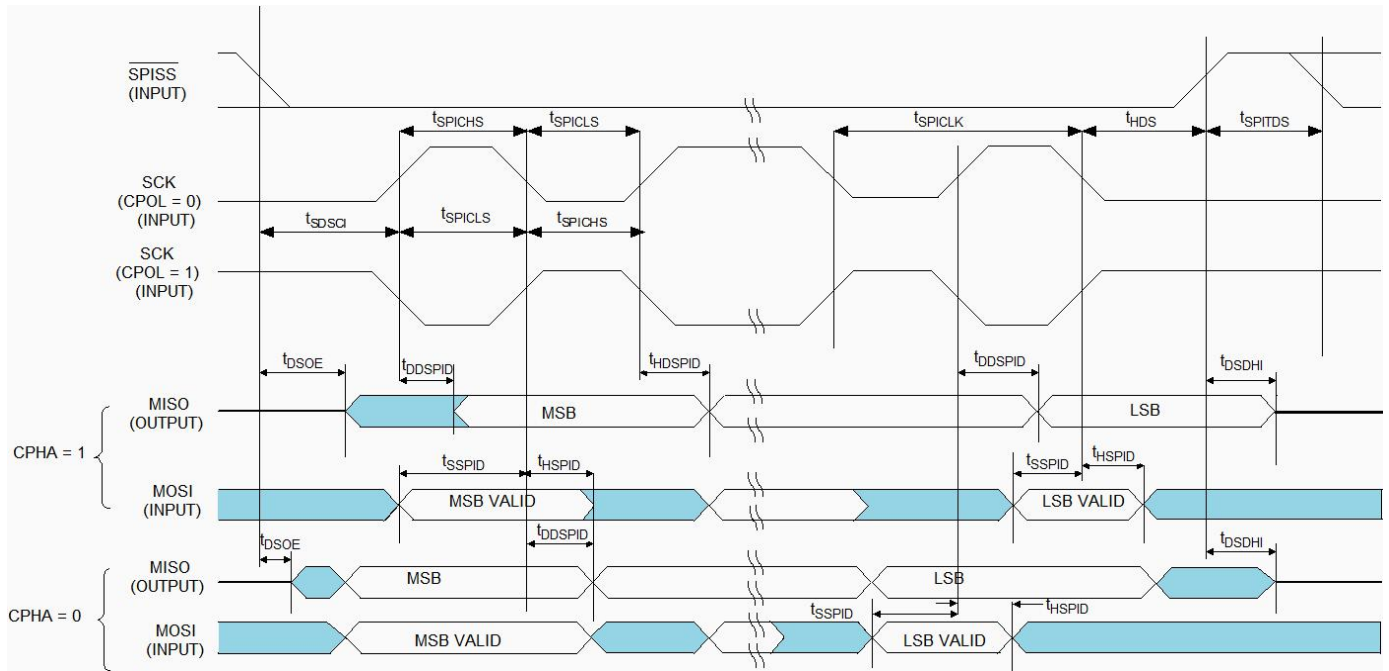 SPISS
(INPUT)
tSPICHS
tSPICLS
tSPICLK
tHDS
tSPITDS
SCK
(CPOL = 0)
(INPUT)
tSDSCI
tSPICLS
tSPICHS
SCK
(CPOL = 1)
(INPUT)
tDSOE
tDDSPID
tHDSPID
tDDSPID
tDSDHI
CPHA = 1
MISO
(OUTPUT)
MSB
LSB
tSSPID
tHSPID
tSSPID
tHSPID
MOSI
(INPUT)
MSB VALID
LSB VALID
tDSOE
tDDSPID
tDSDHI
CPHA = 0
MISO
(OUTPUT)
MSB
LSB
tSSPID
tHSPID
MOSI
(INPUT)
MSB VALID
LSB VALID